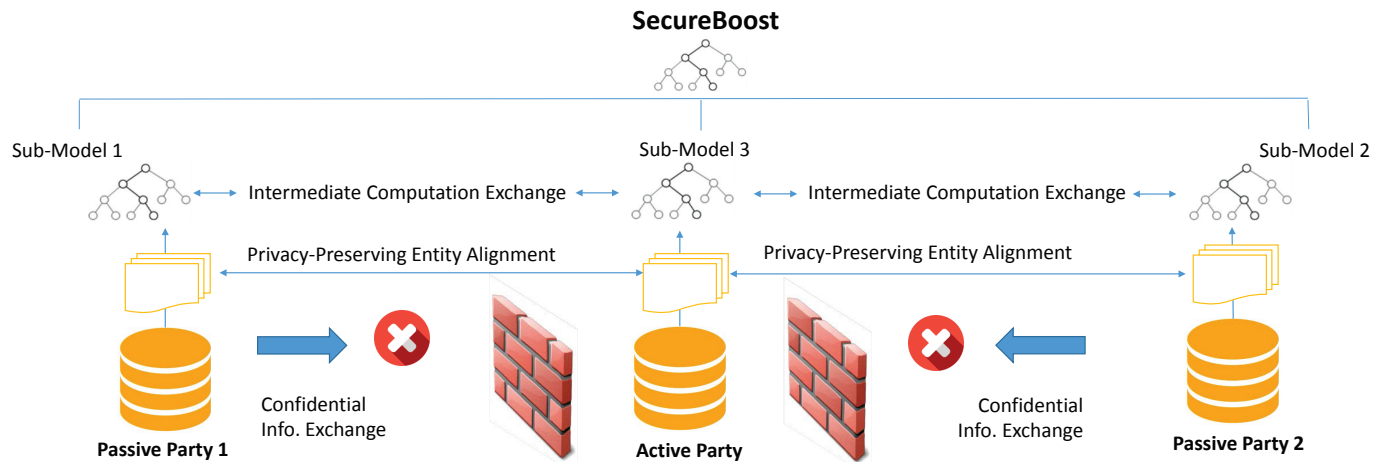 SecureBoost
Sub-Model 1
Sub-Model 3
Sub-Model 2
Intermediate Computation Exchange
Intermediate Computation Exchange
Privacy-Preserving Entity Alignment
Privacy-Preserving Entity Alignment
Confidential
Info. Exchange
Confidential
Info. Exchange
Passive Party 1
Active Party
Passive Party 2